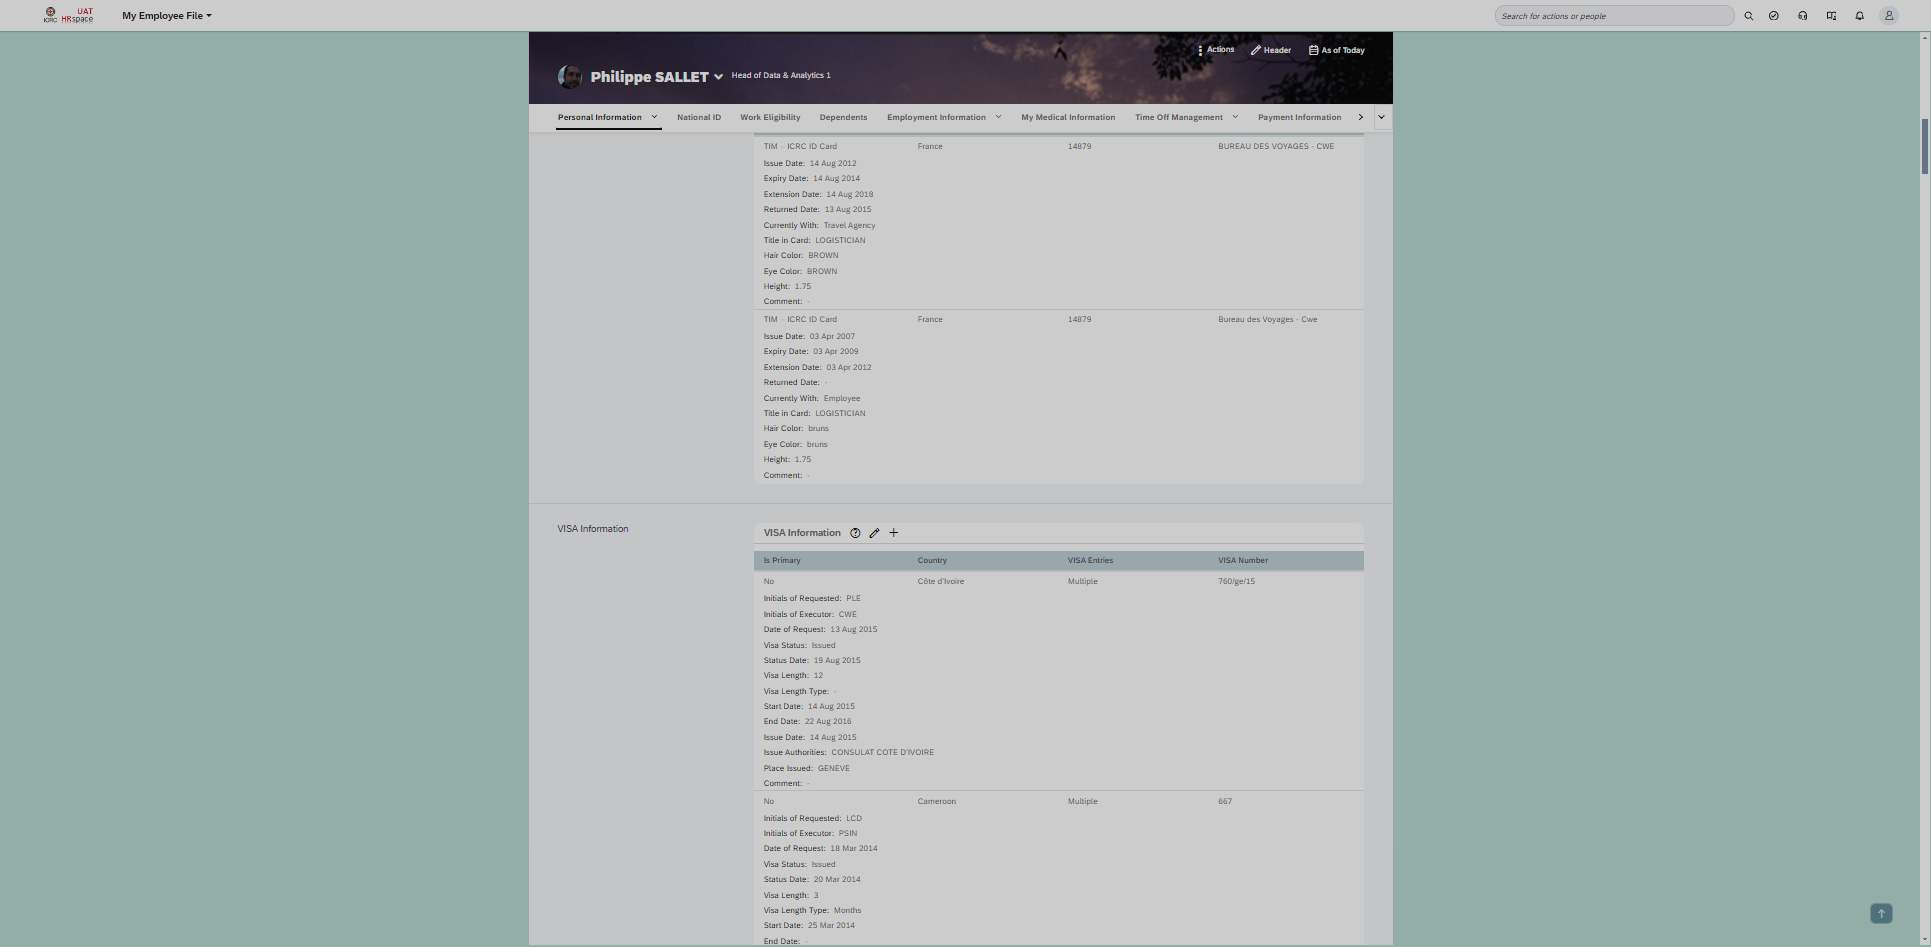 ICRC UAT HRspace My Employee File Search for actions or people
Actions Header As of Today
Philippe SALLET Head of Data & Analytics 1
Personal Information National ID Work Eligibility Dependents Employment Information My Medical Information Time Off Management Payment Information
TIM - ICRC ID Card France 14879 BUREAU DES VOYAGES - CWE
Issue Date: 14 Aug 2012
Expiry Date: 14 Aug 2014
Extension Date: 14 Aug 2018
Returned Date: 13 Aug 2015
Currently With: Travel Agency
Title in Card: LOGISTICIAN
Hair Color: BROWN
Eye Color: BROWN
Height: 1.75
Comment: -
TIM - ICRC ID Card France 14879 Bureau des Voyages - Cwe
Issue Date: 03 Apr 2007
Expiry Date: 03 Apr 2009
Extension Date: 03 Apr 2012
Returned Date: -
Currently With: Employee
Title in Card: LOGISTICIAN
Hair Color: bruns
Eye Color: bruns
Height: 1.75
Comment: -
VISA Information
VISA Information
Is Primary Country VISA Entries VISA Number
No Côte d'Ivoire Multiple 760/ge/15
Initials of Requested: PLE
Initials of Executor: CWE
Date of Request: 13 Aug 2015
Visa Status: Issued
Status Date: 19 Aug 2015
Visa Length: 12
Visa Length Type: -
Start Date: 14 Aug 2015
End Date: 22 Aug 2016
Issue Date: 14 Aug 2015
Issue Authorities: CONSULAT COTE D'IVOIRE
Place Issued: GENEVE
Comment: -
No Cameroon Multiple 667
Initials of Requested: LCD
Initials of Executor: PSIN
Date of Request: 18 Mar 2014
Visa Status: Issued
Status Date: 20 Mar 2014
Visa Length: 3
Visa Length Type: Months
Start Date: 25 Mar 2014
End Date: -